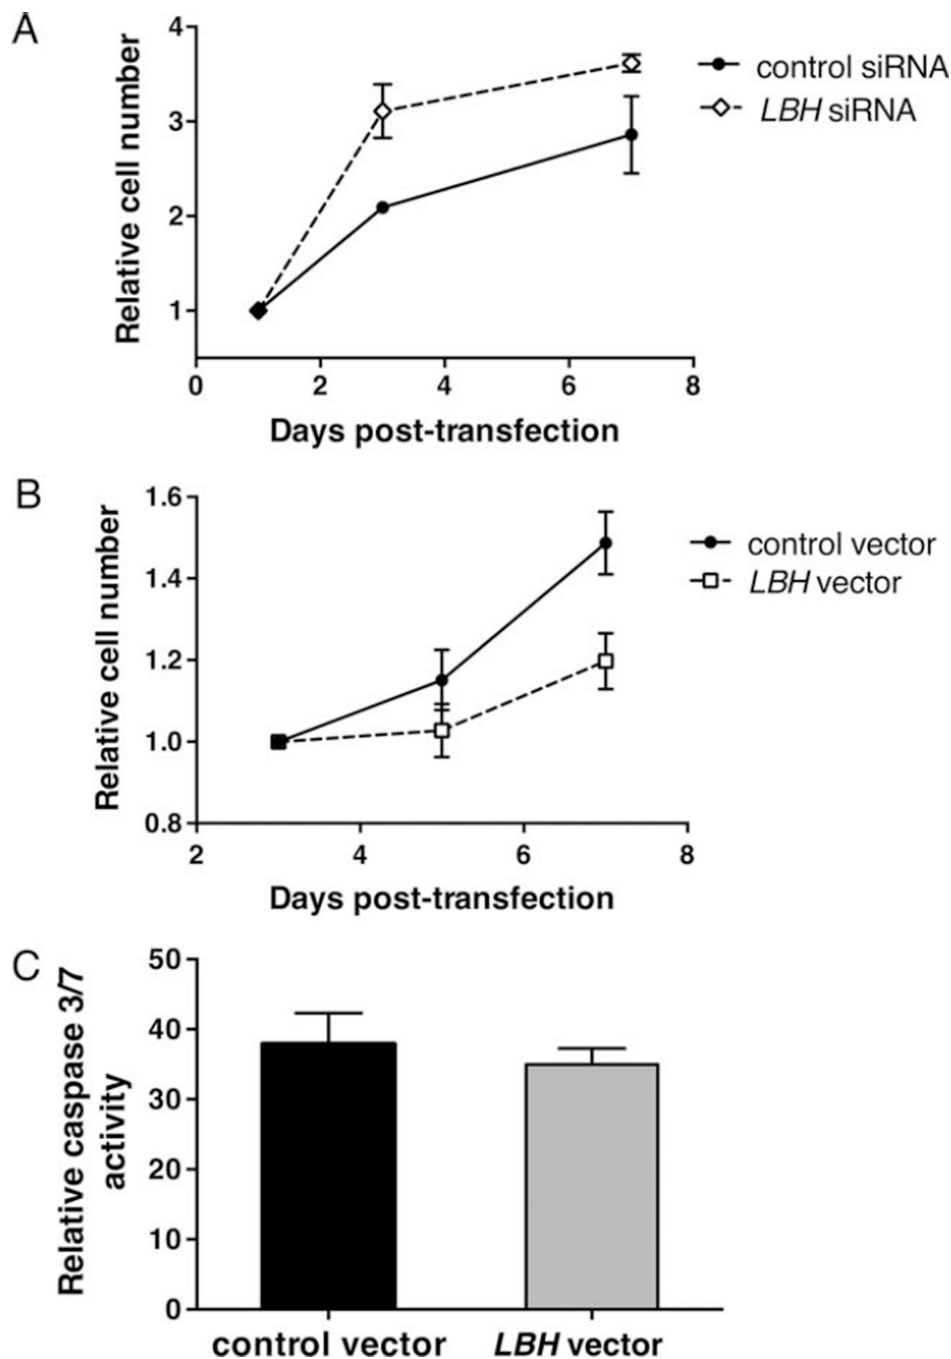 A
Relative cell number
4
3
2
1
0 2 4 6 8
Days post-transfection
control siRNA
LBH siRNA
B
Relative cell number
1.6
1.4
1.2
1.0
0.8
2 4 6 8
Days post-transfection
control vector
LBH vector
C
Relative caspase 3/7
activity
50
40
30
20
10
0
control vector LBH vector